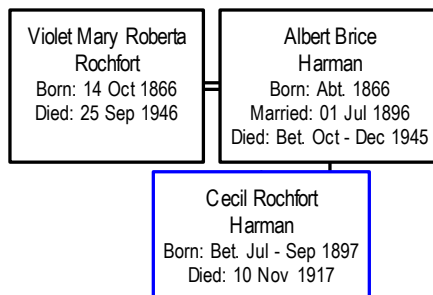 Violet Mary Roberta
Rochfort
Born: 14 Oct 1866
Died: 25 Sep 1946
Albert Brice
Harman
Born: Abt. 1866
Married: 01 Jul 1896
Died: Bet. Oct - Dec 1945
Cecil Rochfort
Harman
Born: Bet. Jul - Sep 1897
Died: 10 Nov 1917